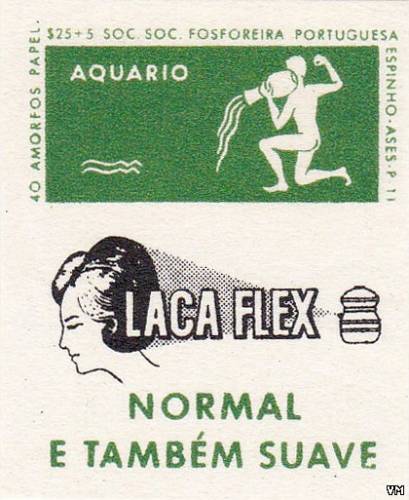 $25+5 SOC. SOC. FOSFOREIRA PORTUGUESA
40 AMORFOS PAPEL.
ESPINHO-ASES-P 11
AQUARIO
LACA FLEX
NORMAL
E TAMBÉM SUAVE
VM